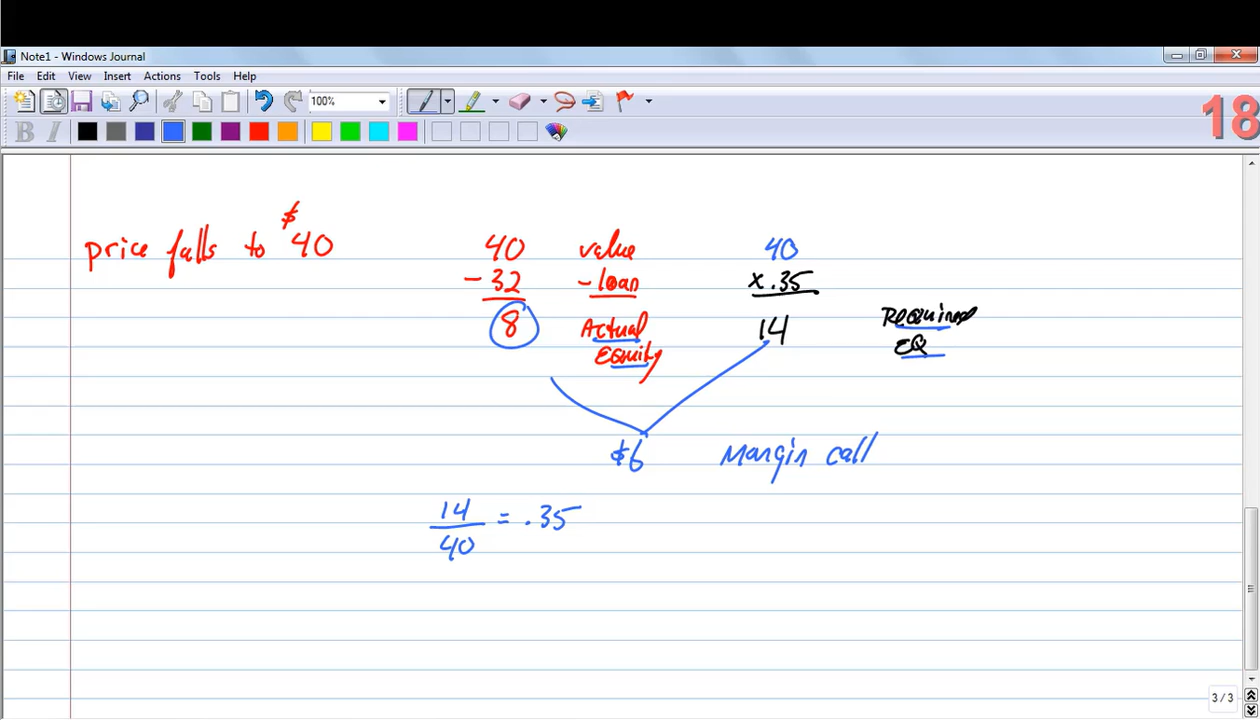 Note1 - Windows Journal
File Edit View Insert Actions Tools Help
100%
B I
18
price falls to $40
40 value 40
- 32 - loan x .35
8 Actual 14 Required
Equity EQ
$6 Margin call
14
40 = .35
3 / 3